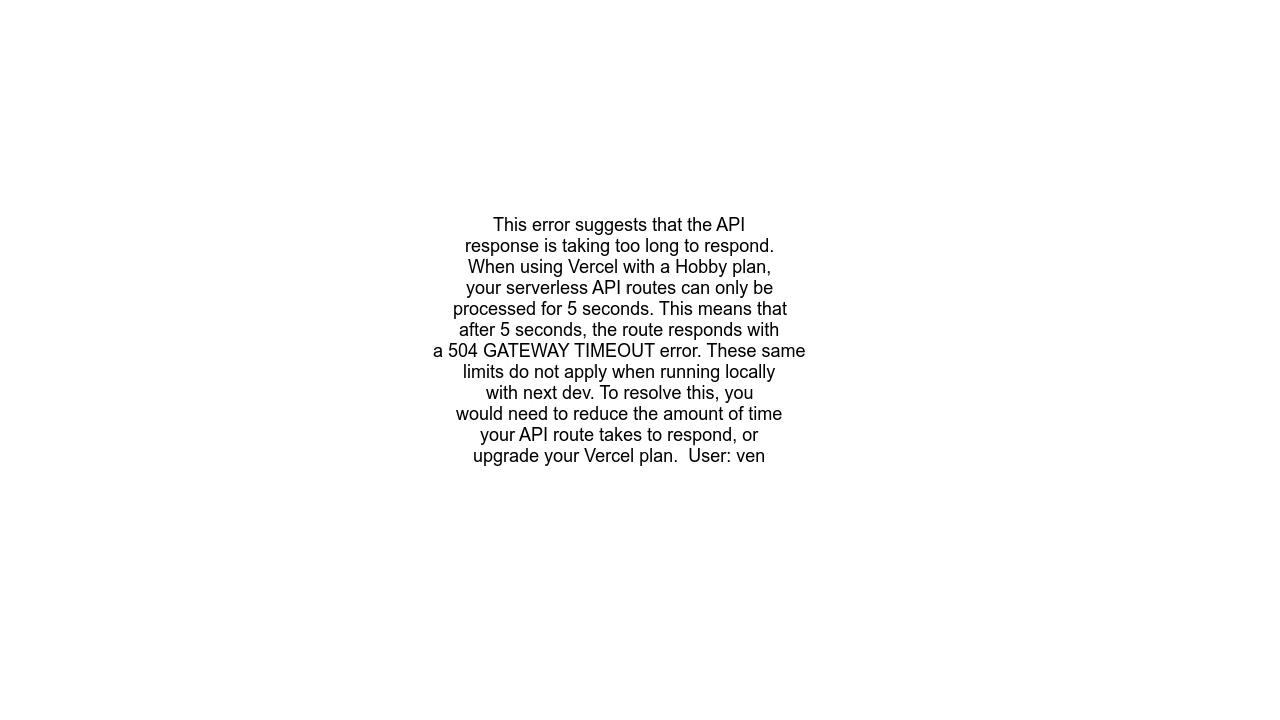 This error suggests that the API
response is taking too long to respond.
When using Vercel with a Hobby plan,
your serverless API routes can only be
processed for 5 seconds. This means that
after 5 seconds, the route responds with
a 504 GATEWAY TIMEOUT error. These same
limits do not apply when running locally
with next dev. To resolve this, you
would need to reduce the amount of time
your API route takes to respond, or
upgrade your Vercel plan.  User: ven